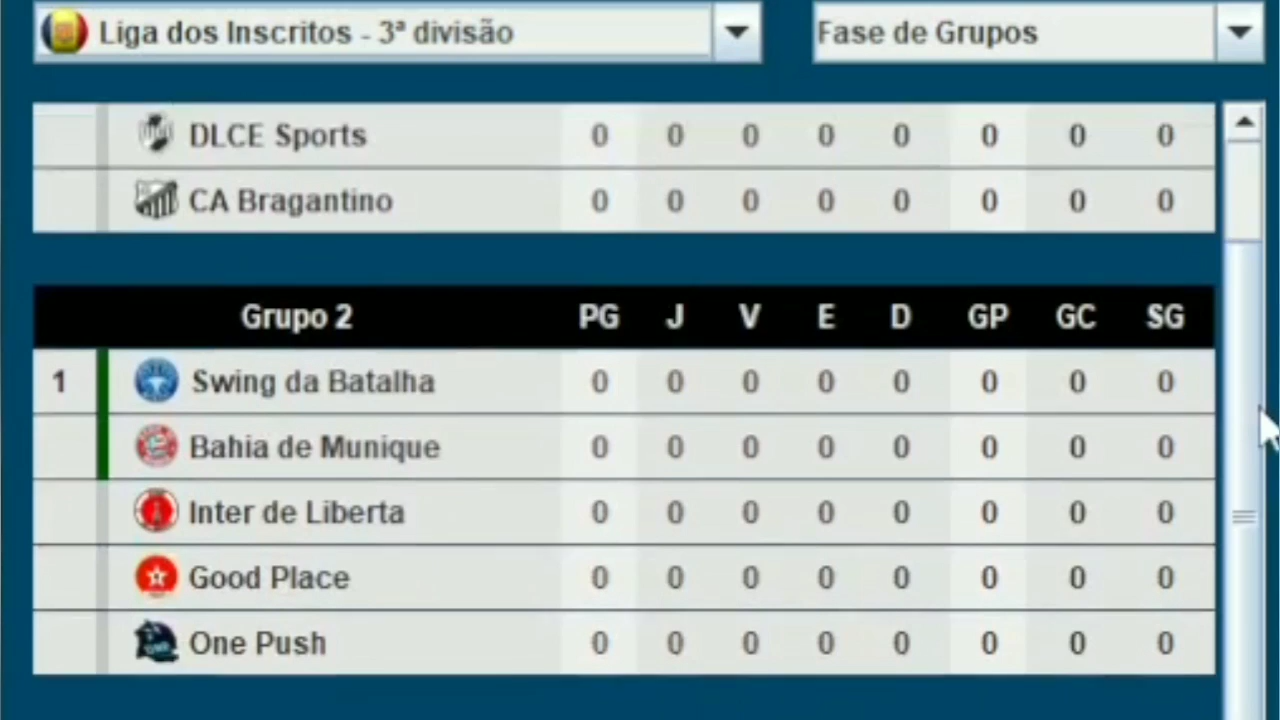 Liga dos Inscritos - 3ª divisão Fase de Grupos
DLCE Sports 0 0 0 0 0 0 0 0
CA Bragantino 0 0 0 0 0 0 0 0
Grupo 2 PG J V E D GP GC SG
1 Swing da Batalha 0 0 0 0 0 0 0 0
Bahia de Munique 0 0 0 0 0 0 0 0
Inter de Liberta 0 0 0 0 0 0 0 0
Good Place 0 0 0 0 0 0 0 0
One Push 0 0 0 0 0 0 0 0